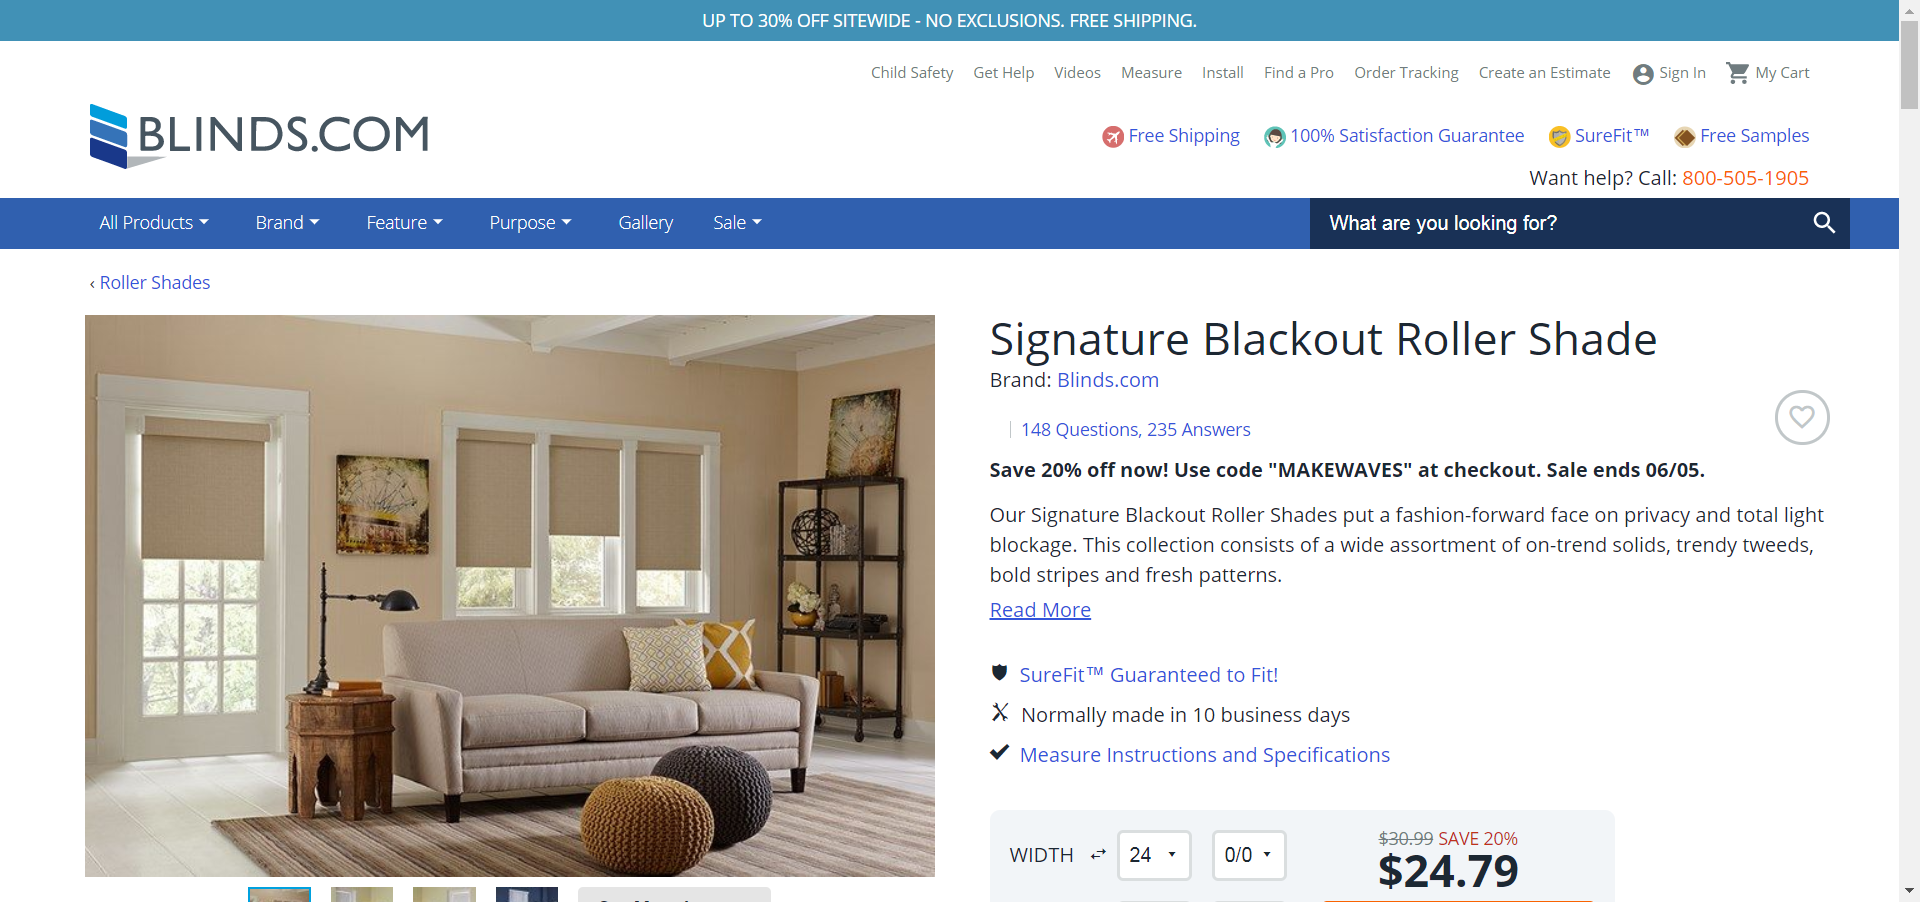 UP TO 30% OFF SITEWIDE - NO EXCLUSIONS. FREE SHIPPING.
Child Safety Get Help Videos Measure Install Find a Pro Order Tracking Create an Estimate Sign In My Cart
BLINDS.COM
Free Shipping 100% Satisfaction Guarantee SureFit™ Free Samples
Want help? Call: 800-505-1905
All Products Brand Feature Purpose Gallery Sale What are you looking for?
‹ Roller Shades
Signature Blackout Roller Shade
Brand: Blinds.com
148 Questions, 235 Answers
Save 20% off now! Use code "MAKEWAVES" at checkout. Sale ends 06/05.
Our Signature Blackout Roller Shades put a fashion-forward face on privacy and total light
blockage. This collection consists of a wide assortment of on-trend solids, trendy tweeds,
bold stripes and fresh patterns.
Read More
SureFit™ Guaranteed to Fit!
Normally made in 10 business days
Measure Instructions and Specifications
$30.99 SAVE 20%
WIDTH 24 0/0 $24.79